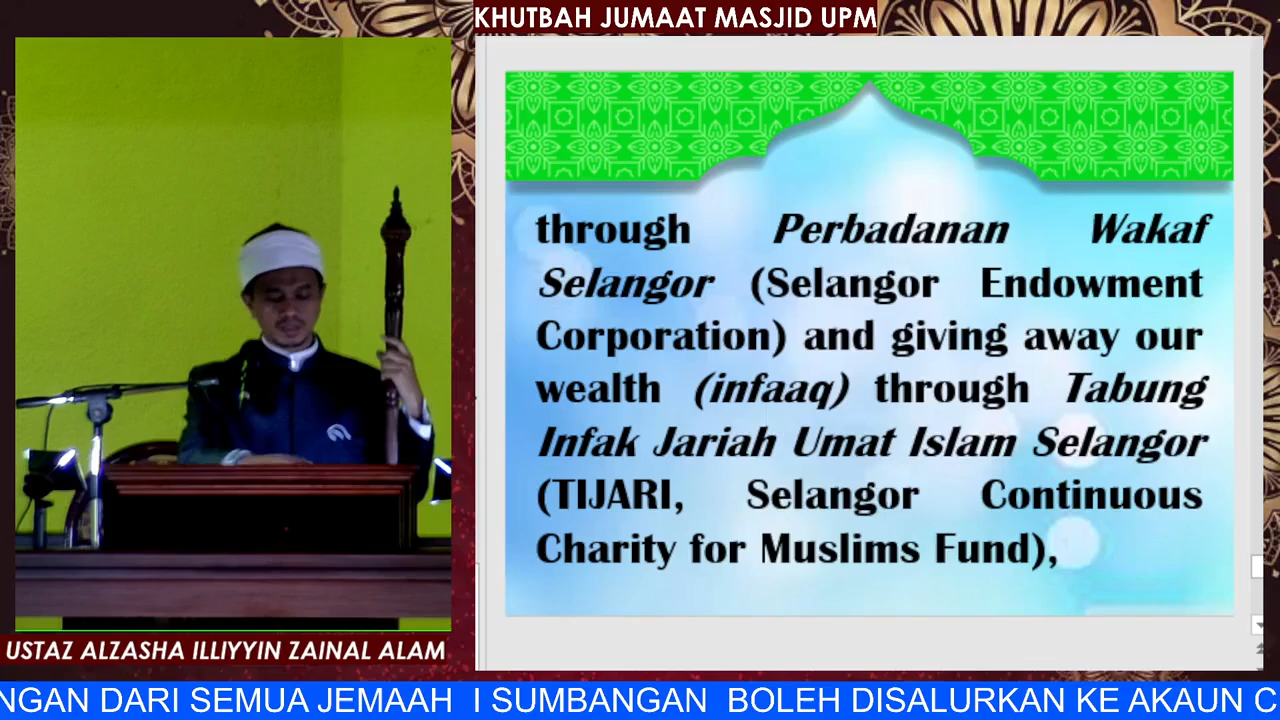 KHUTBAH JUMAAT MASJID UPM
through Perbadanan Wakaf
Selangor (Selangor Endowment
Corporation) and giving away our
wealth (infaaq) through Tabung
Infak Jariah Umat Islam Selangor
(TIJARI, Selangor Continuous
Charity for Muslims Fund),
USTAZ ALZASHA ILLIYYIN ZAINAL ALAM
NGAN DARI SEMUA JEMAAH I SUMBANGAN BOLEH DISALURKAN KE AKAUN C